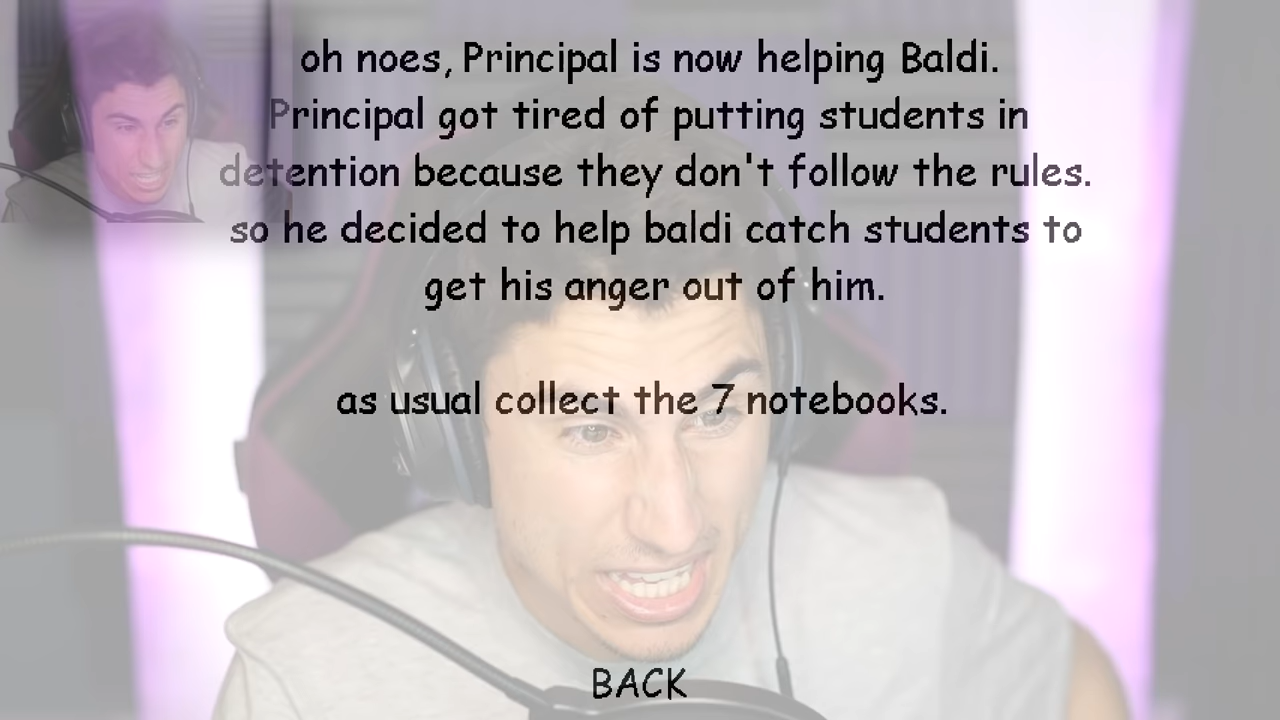 oh noes, Principal is now helping Baldi.
Principal got tired of putting students in
detention because they don't follow the rules.
so he decided to help baldi catch students to
get his anger out of him.
as usual collect the 7 notebooks.
BACK